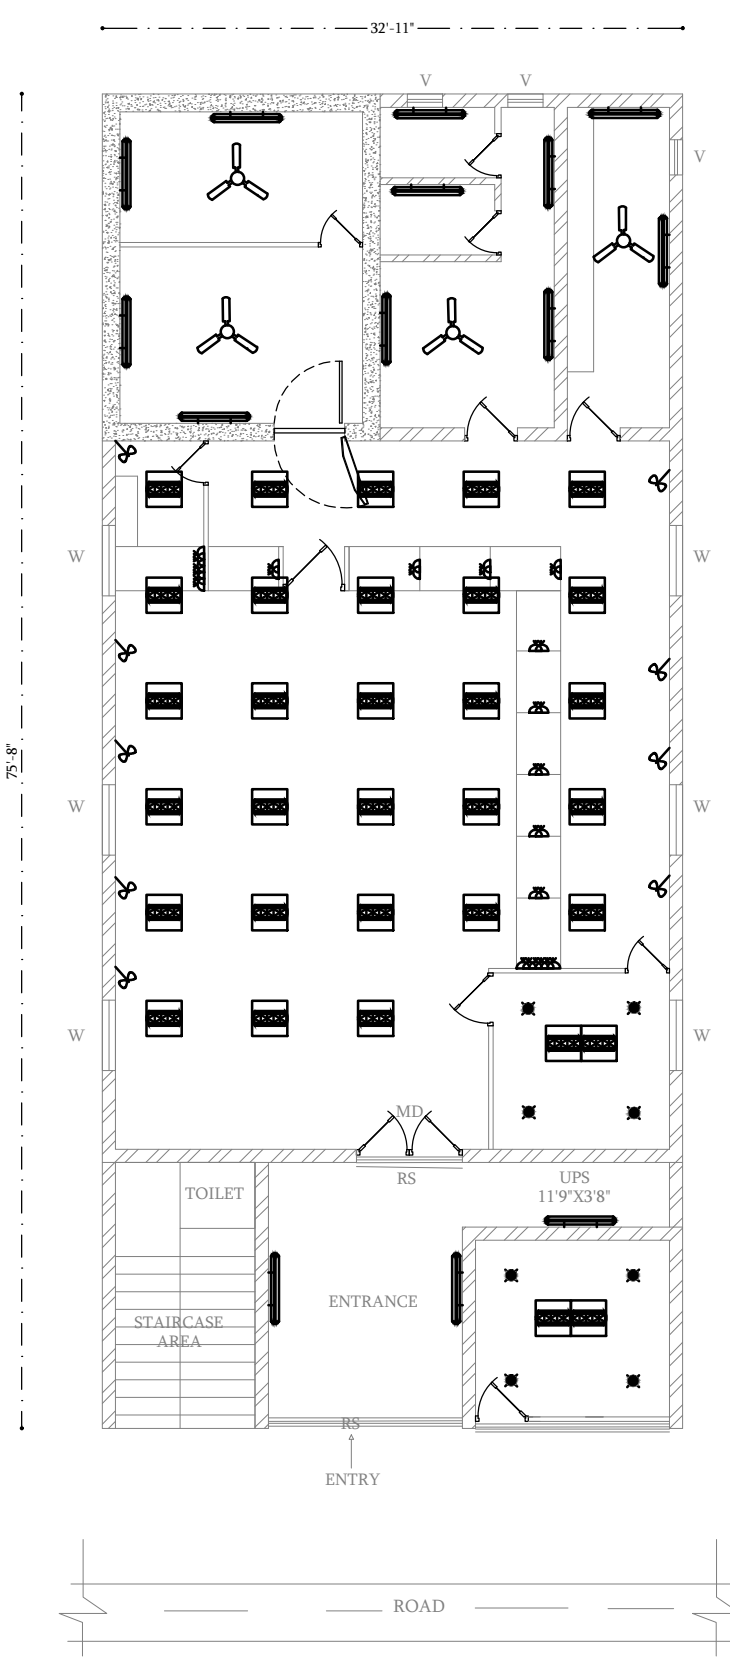 32'-11"
V
V
V
W
W
75'-8"
W
W
W
W
MD
RS
UPS
11'9"X3'8"
TOILET
ENTRANCE
STAIRCASE
AREA
RS
ENTRY
ROAD